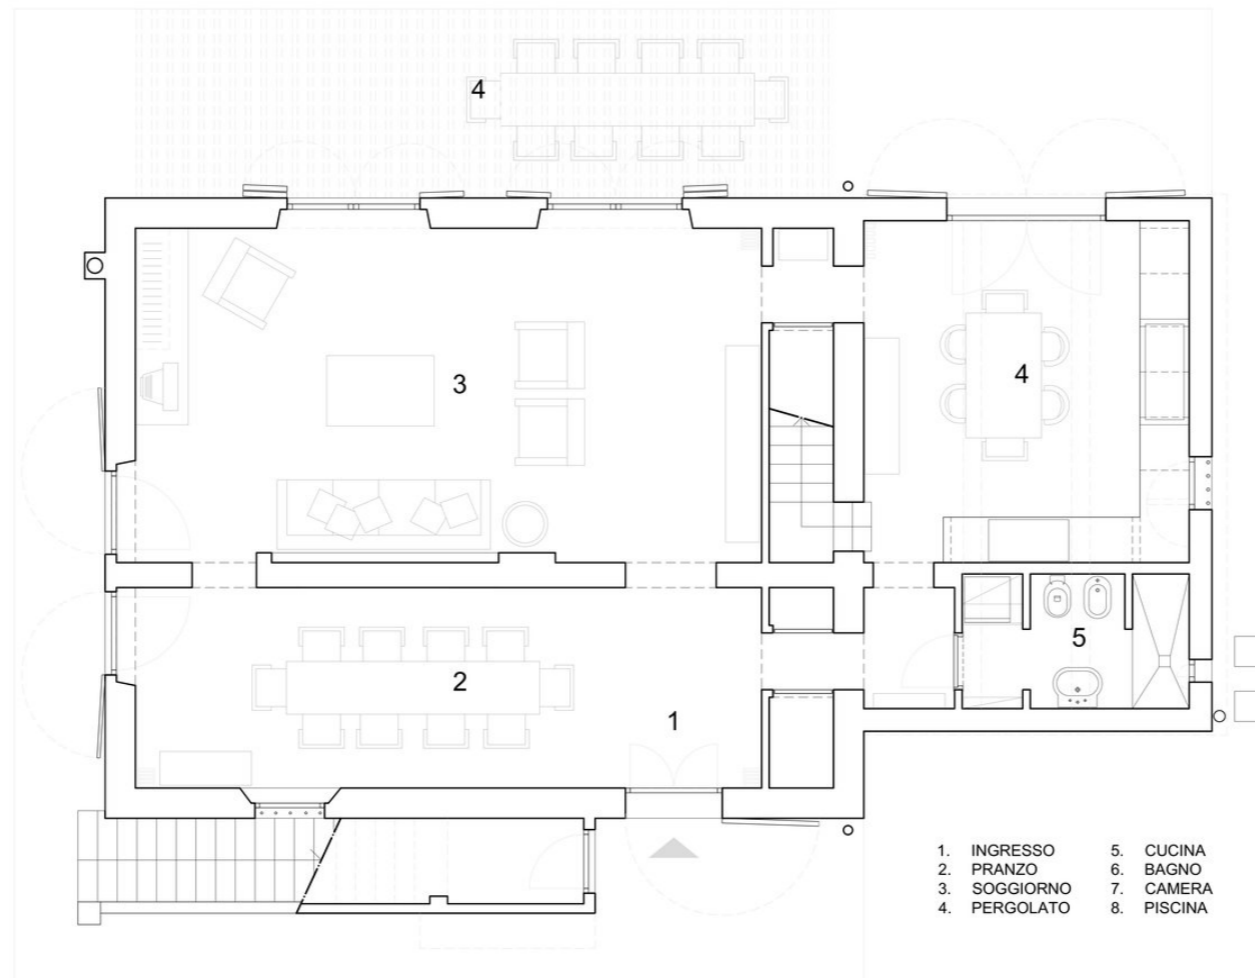 4
3
4
5
2
1
1. INGRESSO
2. PRANZO
3. SOGGIORNO
4. PERGOLATO
5. CUCINA
6. BAGNO
7. CAMERA
8. PISCINA